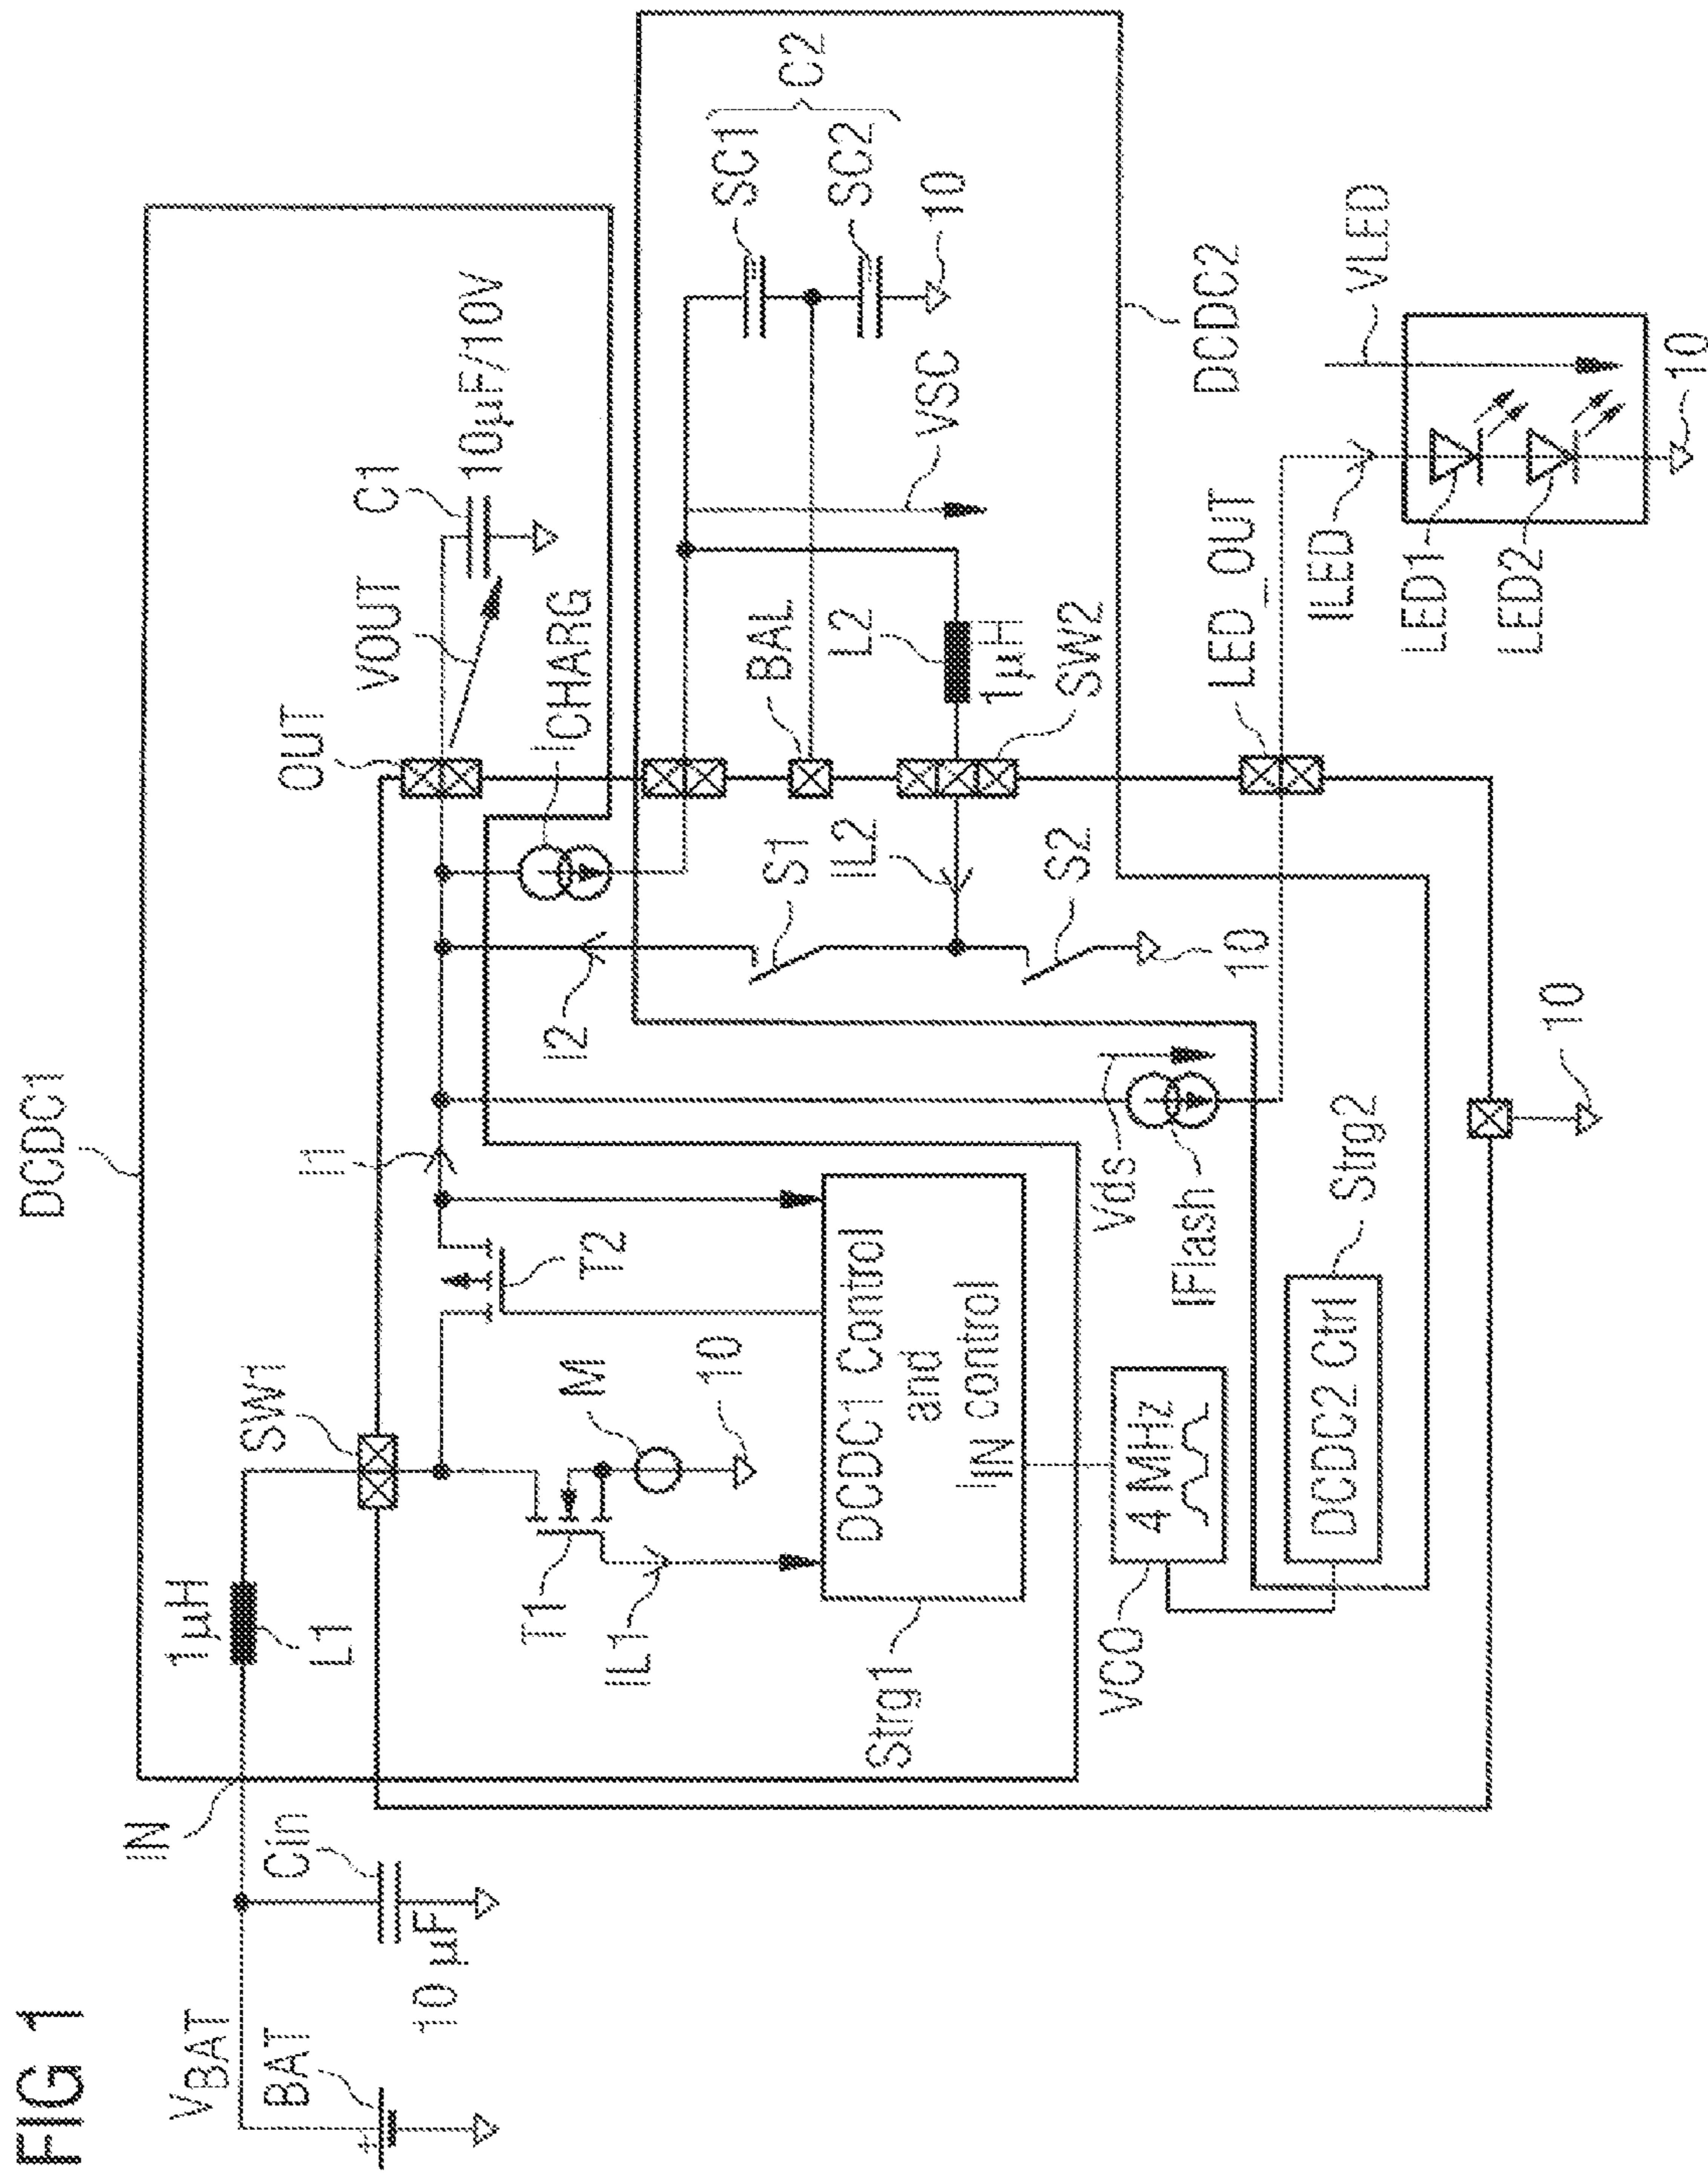 FIG 1
DCDC1
IN
VBAT
BAT
Cin
10 µF
1 µH
L1
SW1
I1
OUT
VOUT
C1
10µF/10V
T1
IL1
M
10
T2
I2
ICHARG
SC1
SC2
C2
10
BAL
VSC
L2
1µH
SW2
S1
IL2
S2
10
DCDC2
Strg1
DCDC1 Control
and
IIN control
Vds
IFlash
VCO
4 MHz
DCDC2 Ctrl
Strg2
LED_OUT
ILED
VLED
LED1
LED2
10
10